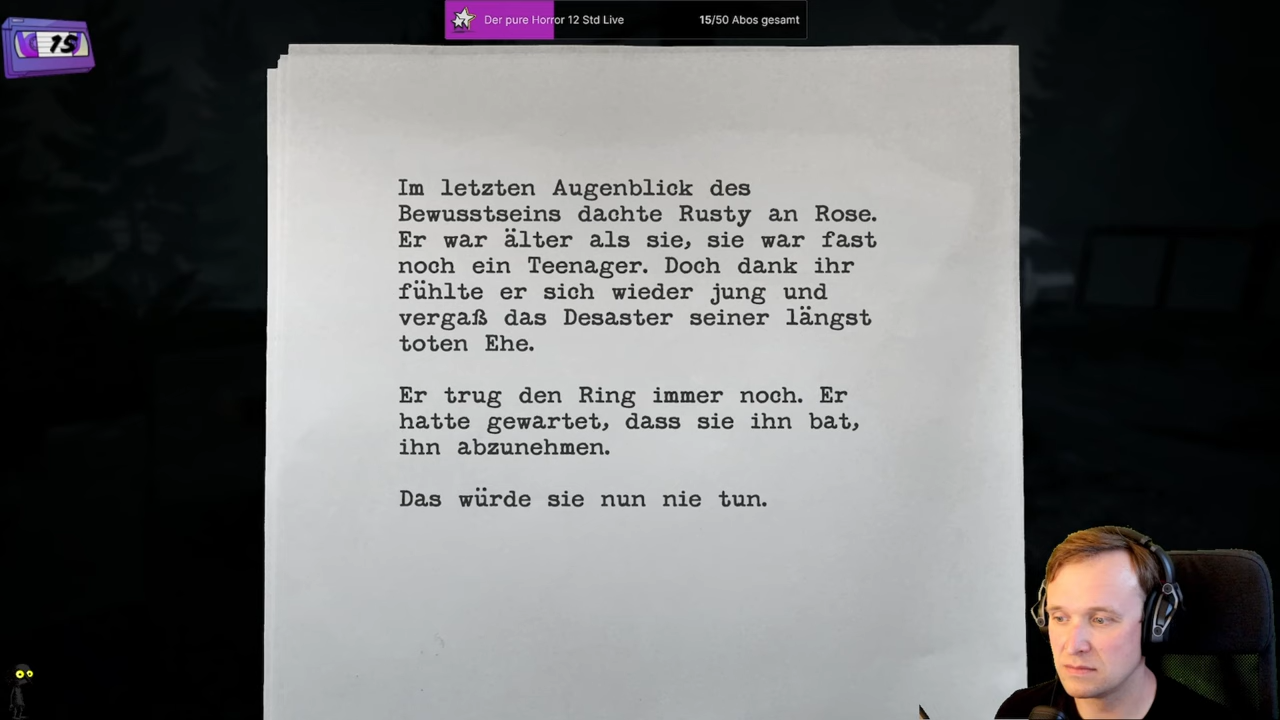 15
Der pure Horror 12 Std Live
15/50 Abos gesamt
Im letzten Augenblick des
Bewusstseins dachte Rusty an Rose.
Er war älter als sie, sie war fast
noch ein Teenager. Doch dank ihr
fühlte er sich wieder jung und
vergaß das Desaster seiner längst
toten Ehe.
Er trug den Ring immer noch. Er
hatte gewartet, dass sie ihn bat,
ihn abzunehmen.
Das würde sie nun nie tun.